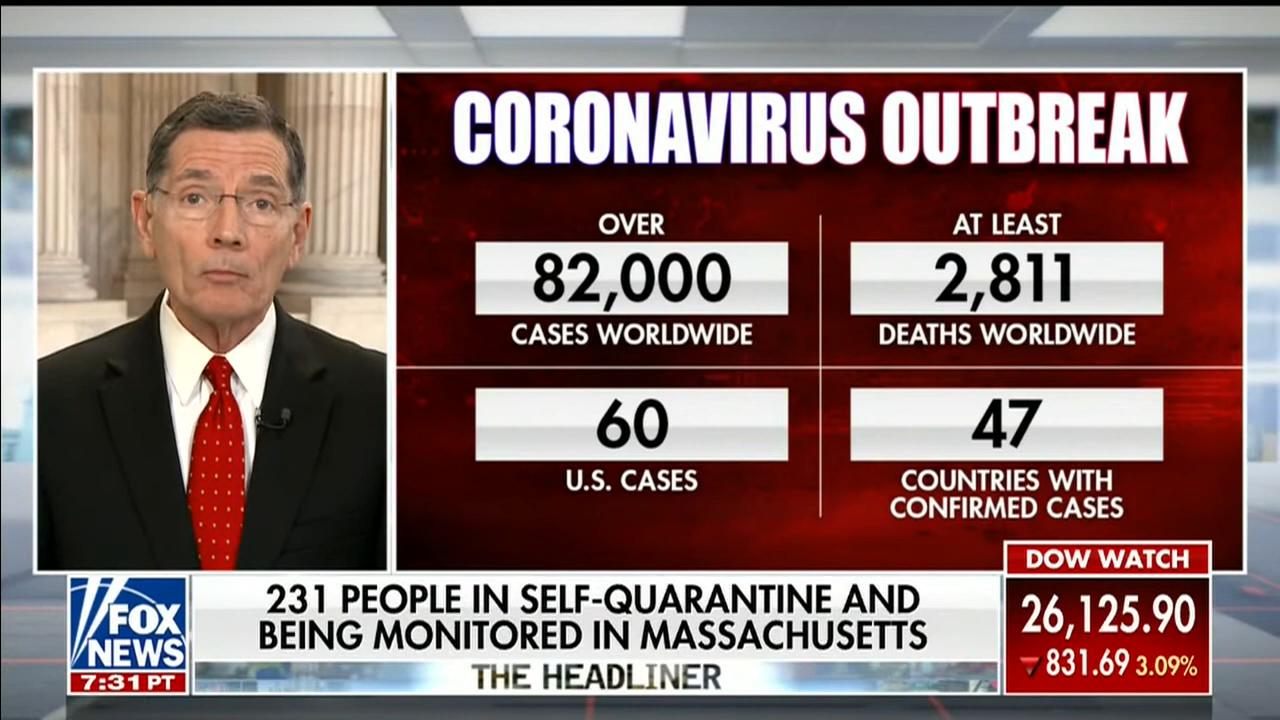 CORONAVIRUS OUTBREAK
OVER
82,000
CASES WORLDWIDE
AT LEAST
2,811
DEATHS WORLDWIDE
60
U.S. CASES
47
COUNTRIES WITH
CONFIRMED CASES
DOW WATCH
26,125.90
▼831.69 3.09%
231 PEOPLE IN SELF-QUARANTINE AND
BEING MONITORED IN MASSACHUSETTS
THE HEADLINER
FOX
NEWS
7:31 PT